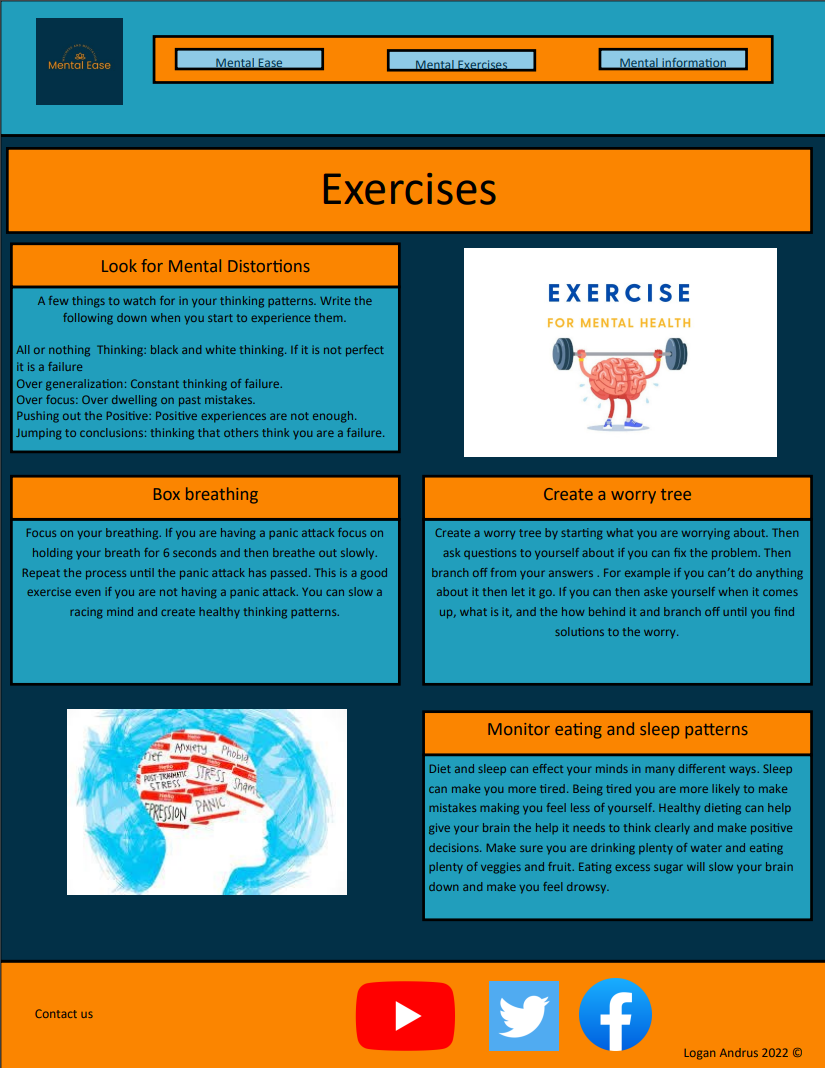 Mental Ease
Mental Ease
Mental Exercises
Mental information
Exercises
Look for Mental Distortions
A few things to watch for in your thinking patterns. Write the
following down when you start to experience them.
All or nothing  Thinking: black and white thinking. If it is not perfect
it is a failure
Over generalization: Constant thinking of failure.
Over focus: Over dwelling on past mistakes.
Pushing out the Positive: Positive experiences are not enough.
Jumping to conclusions: thinking that others think you are a failure.
EXERCISE
FOR MENTAL HEALTH
Box breathing
Focus on your breathing. If you are having a panic attack focus on
holding your breath for 6 seconds and then breathe out slowly.
Repeat the process until the panic attack has passed. This is a good
exercise even if you are not having a panic attack. You can slow a
racing mind and create healthy thinking patterns.
Create a worry tree
Create a worry tree by starting what you are worrying about. Then
ask questions to yourself about if you can fix the problem. Then
branch off from your answers . For example if you can't do anything
about it then let it go. If you can then aske yourself when it comes
up, what is it, and the how behind it and branch off until you find
solutions to the worry.
Anxiety
Phobia
POST-TRAUMATIC
STRESS
STRESS
Sham
PRESSION
PANIC
Monitor eating and sleep patterns
Diet and sleep can effect your minds in many different ways. Sleep
can make you more tired. Being tired you are more likely to make
mistakes making you feel less of yourself. Healthy dieting can help
give your brain the help it needs to think clearly and make positive
decisions. Make sure you are drinking plenty of water and eating
plenty of veggies and fruit. Eating excess sugar will slow your brain
down and make you feel drowsy.
Contact us
Logan Andrus 2022 ©